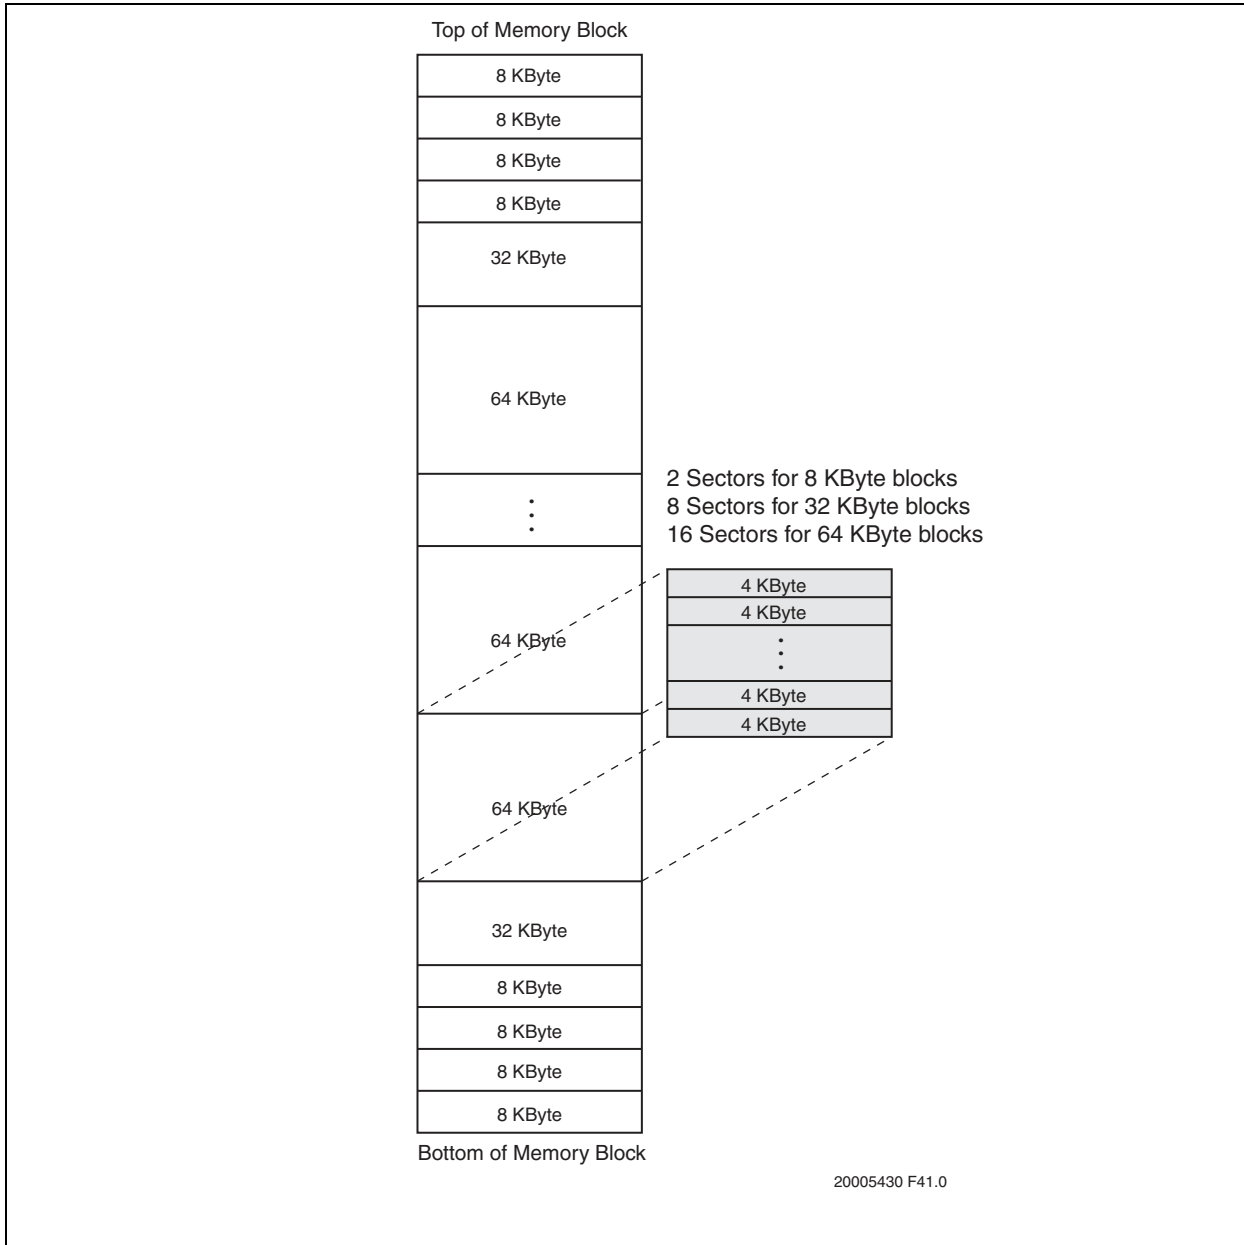 Top of Memory Block
8 KByte
8 KByte
8 KByte
8 KByte
32 KByte
64 KByte
⋮
2 Sectors for 8 KByte blocks
8 Sectors for 32 KByte blocks
16 Sectors for 64 KByte blocks
4 KByte
4 KByte
⋮
4 KByte
4 KByte
64 KByte
64 KByte
32 KByte
8 KByte
8 KByte
8 KByte
8 KByte
Bottom of Memory Block
20005430 F41.0